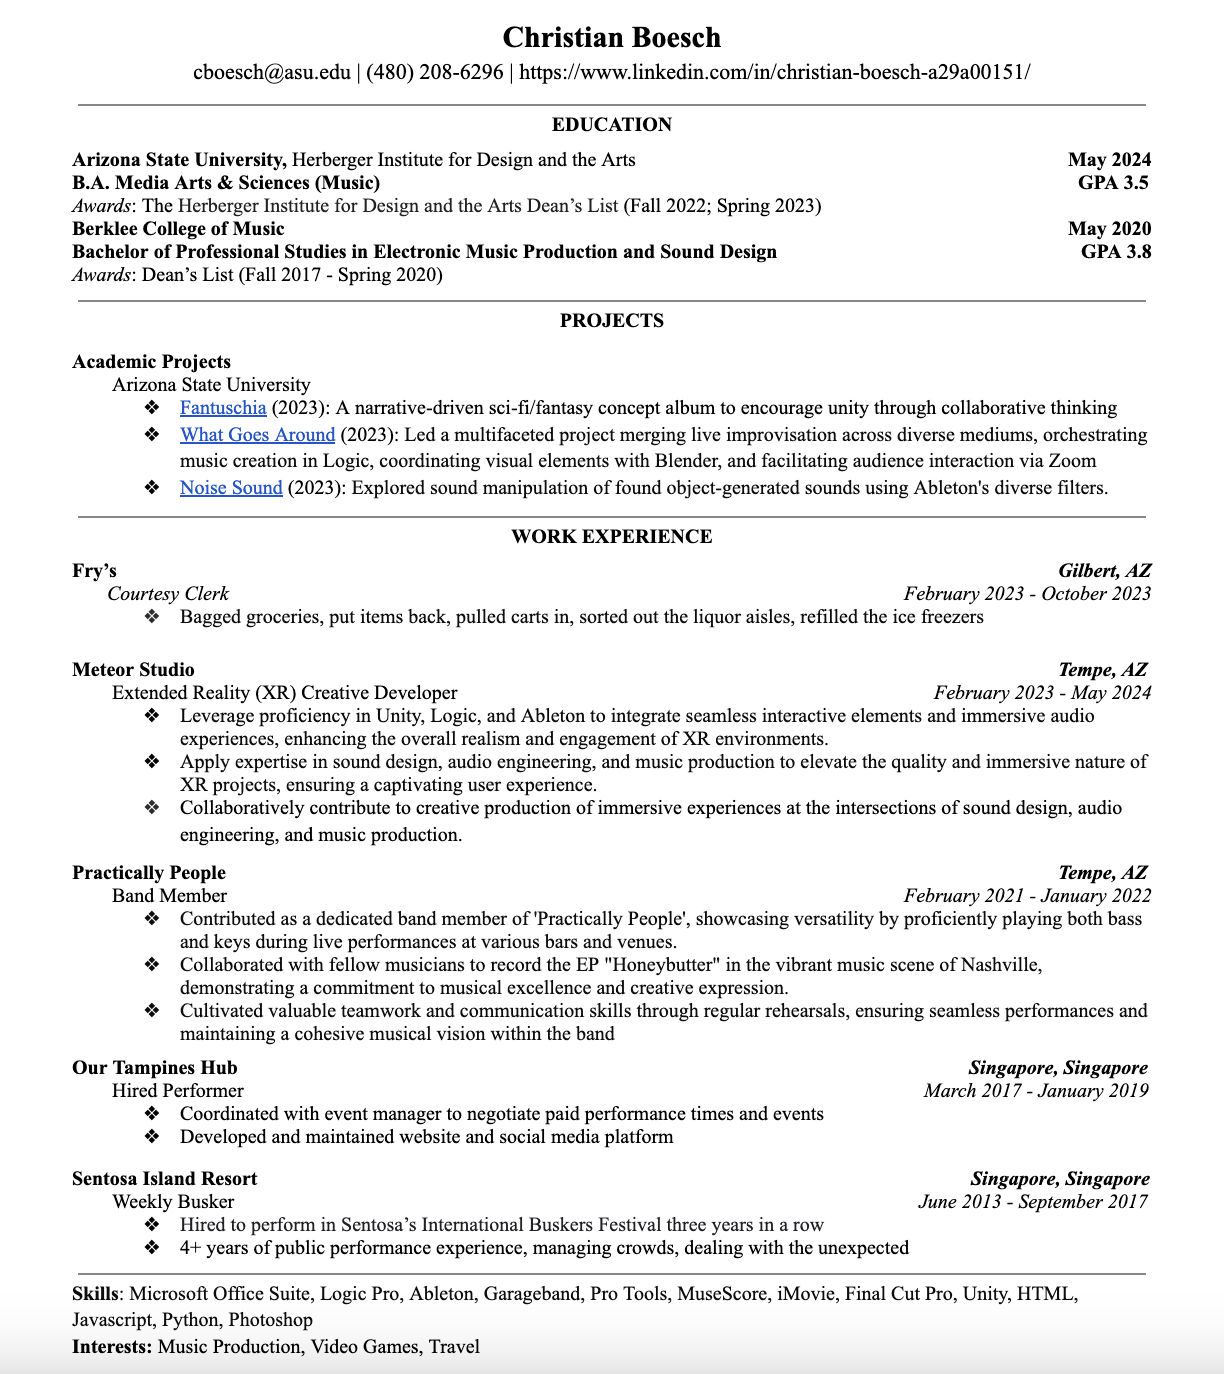 Christian Boesch
cboesch@asu.edu | (480) 208-6296 | https://www.linkedin.com/in/christian-boesch-a29a00151/
EDUCATION
Arizona State University, Herberger Institute for Design and the Arts May 2024
B.A. Media Arts & Sciences (Music) GPA 3.5
Awards: The Herberger Institute for Design and the Arts Dean’s List (Fall 2022; Spring 2023)
Berklee College of Music May 2020
Bachelor of Professional Studies in Electronic Music Production and Sound Design GPA 3.8
Awards: Dean’s List (Fall 2017 - Spring 2020)
PROJECTS
Academic Projects
Arizona State University
❖ Fantuschia (2023): A narrative-driven sci-fi/fantasy concept album to encourage unity through collaborative thinking
❖ What Goes Around (2023): Led a multifaceted project merging live improvisation across diverse mediums, orchestrating
music creation in Logic, coordinating visual elements with Blender, and facilitating audience interaction via Zoom
❖ Noise Sound (2023): Explored sound manipulation of found object-generated sounds using Ableton's diverse filters.
WORK EXPERIENCE
Fry’s Gilbert, AZ
Courtesy Clerk February 2023 - October 2023
❖ Bagged groceries, put items back, pulled carts in, sorted out the liquor aisles, refilled the ice freezers
Meteor Studio Tempe, AZ
Extended Reality (XR) Creative Developer February 2023 - May 2024
❖ Leverage proficiency in Unity, Logic, and Ableton to integrate seamless interactive elements and immersive audio
experiences, enhancing the overall realism and engagement of XR environments.
❖ Apply expertise in sound design, audio engineering, and music production to elevate the quality and immersive nature of
XR projects, ensuring a captivating user experience.
❖ Collaboratively contribute to creative production of immersive experiences at the intersections of sound design, audio
engineering, and music production.
Practically People Tempe, AZ
Band Member February 2021 - January 2022
❖ Contributed as a dedicated band member of 'Practically People', showcasing versatility by proficiently playing both bass
and keys during live performances at various bars and venues.
❖ Collaborated with fellow musicians to record the EP "Honeybutter" in the vibrant music scene of Nashville,
demonstrating a commitment to musical excellence and creative expression.
❖ Cultivated valuable teamwork and communication skills through regular rehearsals, ensuring seamless performances and
maintaining a cohesive musical vision within the band
Our Tampines Hub Singapore, Singapore
Hired Performer March 2017 - January 2019
❖ Coordinated with event manager to negotiate paid performance times and events
❖ Developed and maintained website and social media platform
Sentosa Island Resort Singapore, Singapore
Weekly Busker June 2013 - September 2017
❖ Hired to perform in Sentosa’s International Buskers Festival three years in a row
❖ 4+ years of public performance experience, managing crowds, dealing with the unexpected
Skills: Microsoft Office Suite, Logic Pro, Ableton, Garageband, Pro Tools, MuseScore, iMovie, Final Cut Pro, Unity, HTML,
Javascript, Python, Photoshop
Interests: Music Production, Video Games, Travel